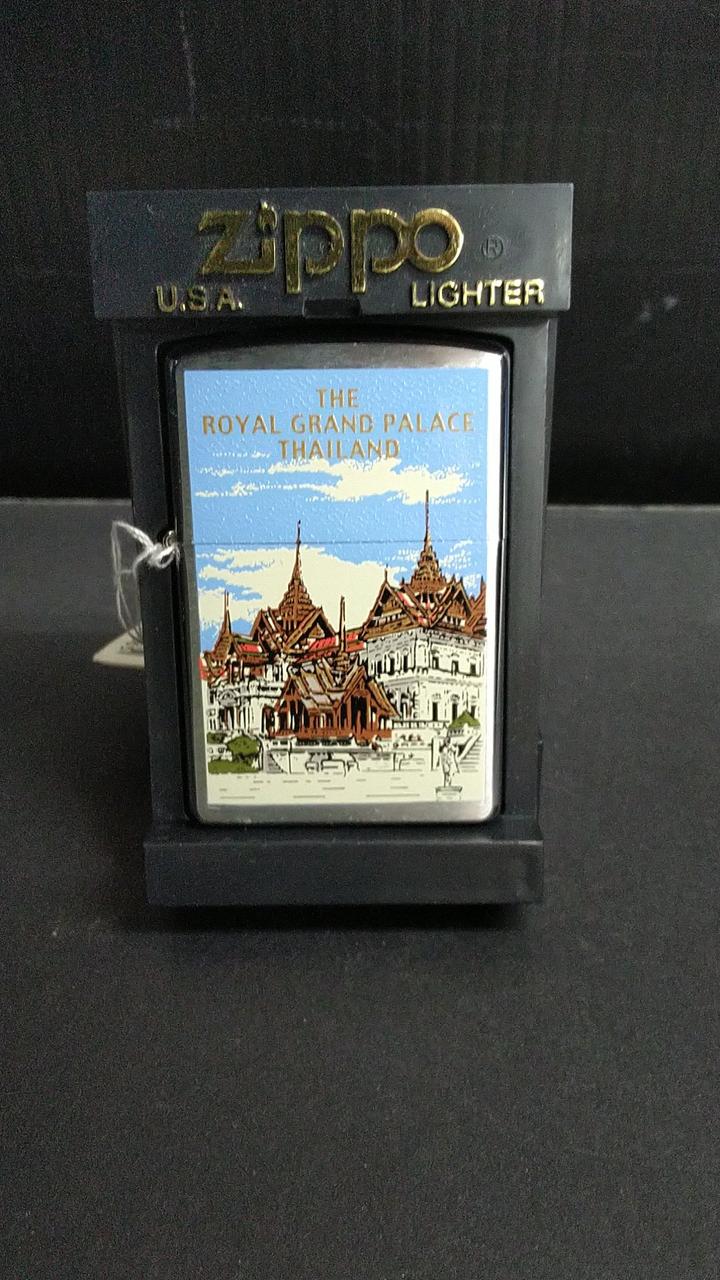 zippo ®
U.S.A. LIGHTER
THE
ROYAL GRAND PALACE
THAILAND